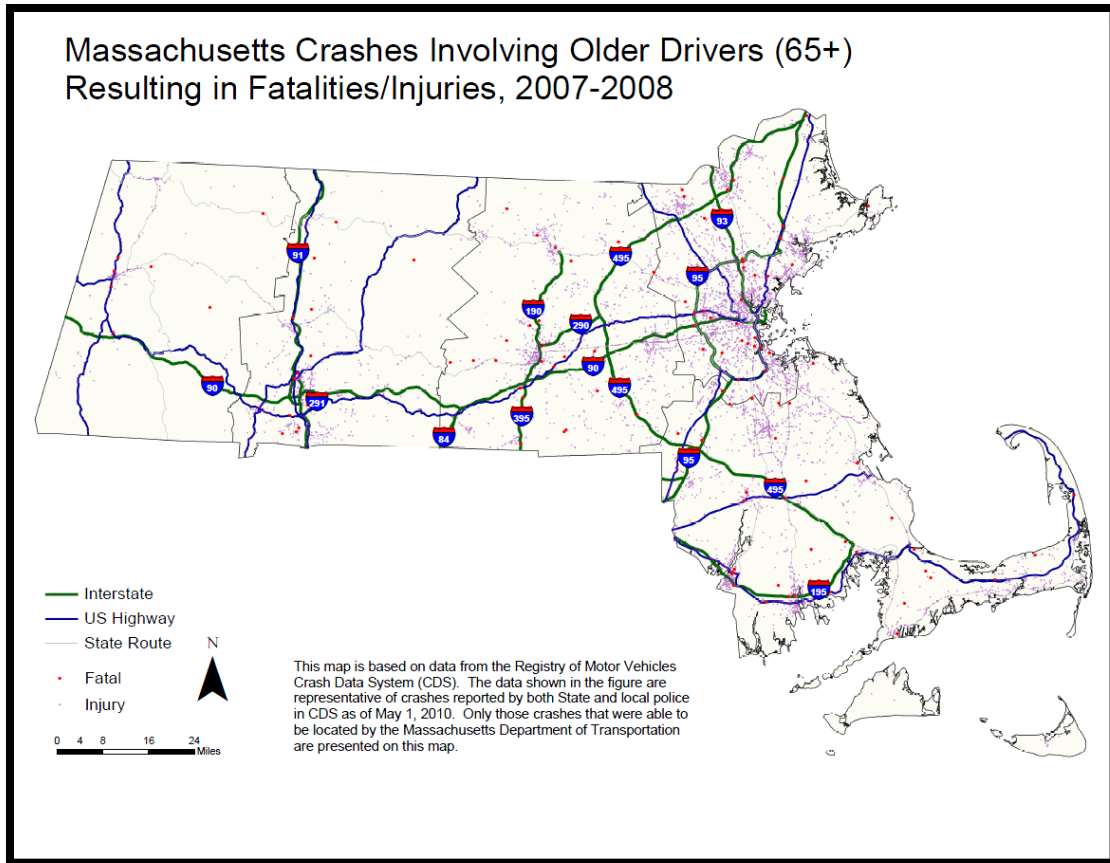 Massachusetts Crashes Involving Older Drivers (65+)
Resulting in Fatalities/Injuries, 2007-2008
93
91
495
95
190
290
90
90
495
291
395
84
95
495
195
Interstate
US Highway
State Route
N
Fatal
Injury
0 4 8 16 24
Miles
This map is based on data from the Registry of Motor Vehicles
Crash Data System (CDS). The data shown in the figure are
representative of crashes reported by both State and local police
in CDS as of May 1, 2010. Only those crashes that were able to
be located by the Massachusetts Department of Transportation
are presented on this map.